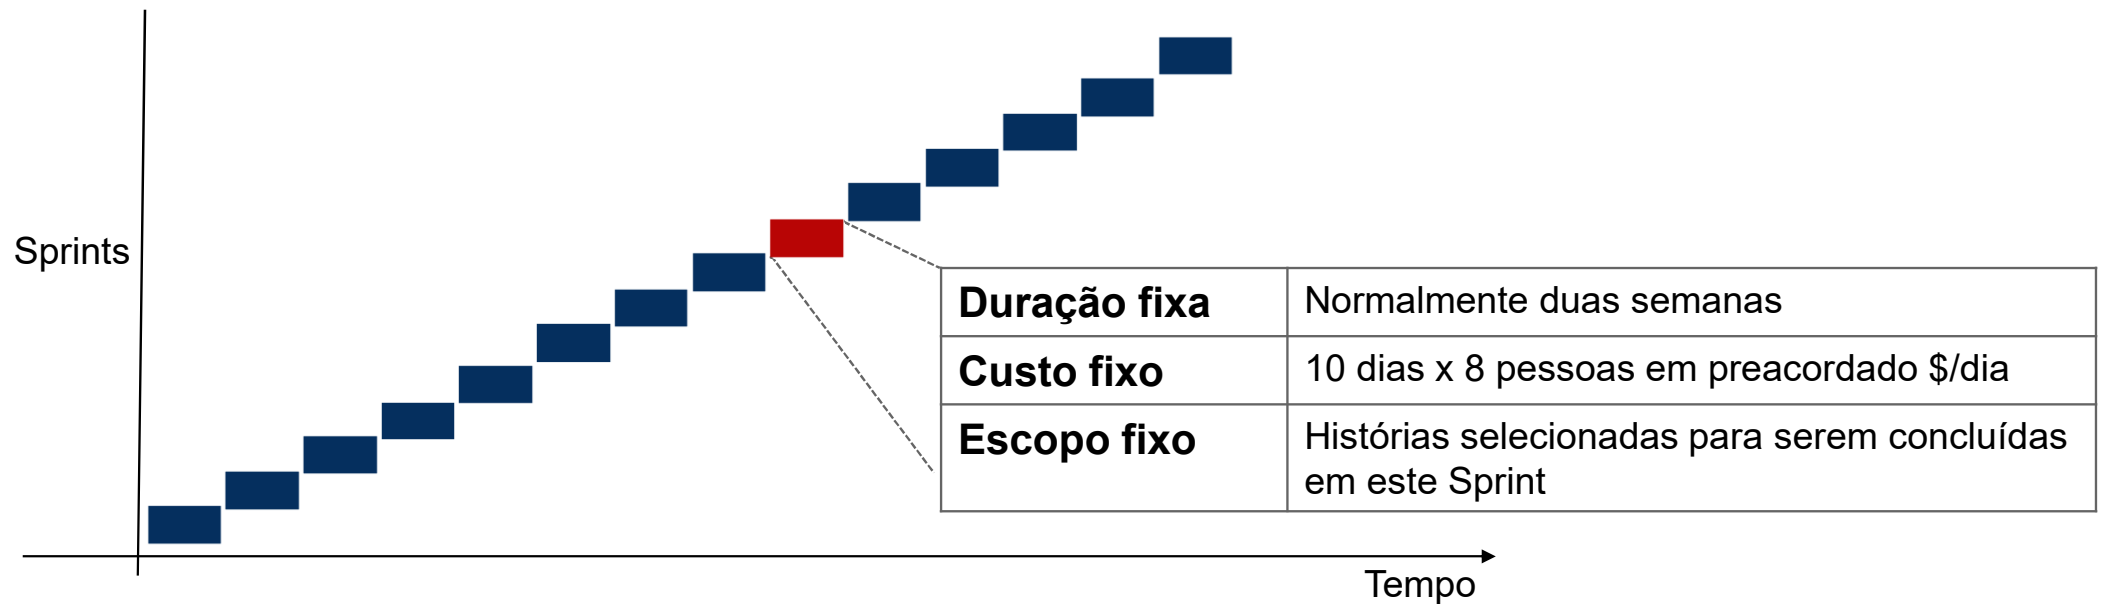 Sprints
Duração fixa
Normalmente duas semanas
Custo fixo
10 dias x 8 pessoas em preacordado $/dia
Escopo fixo
Histórias selecionadas para serem concluídas
em este Sprint
Tempo